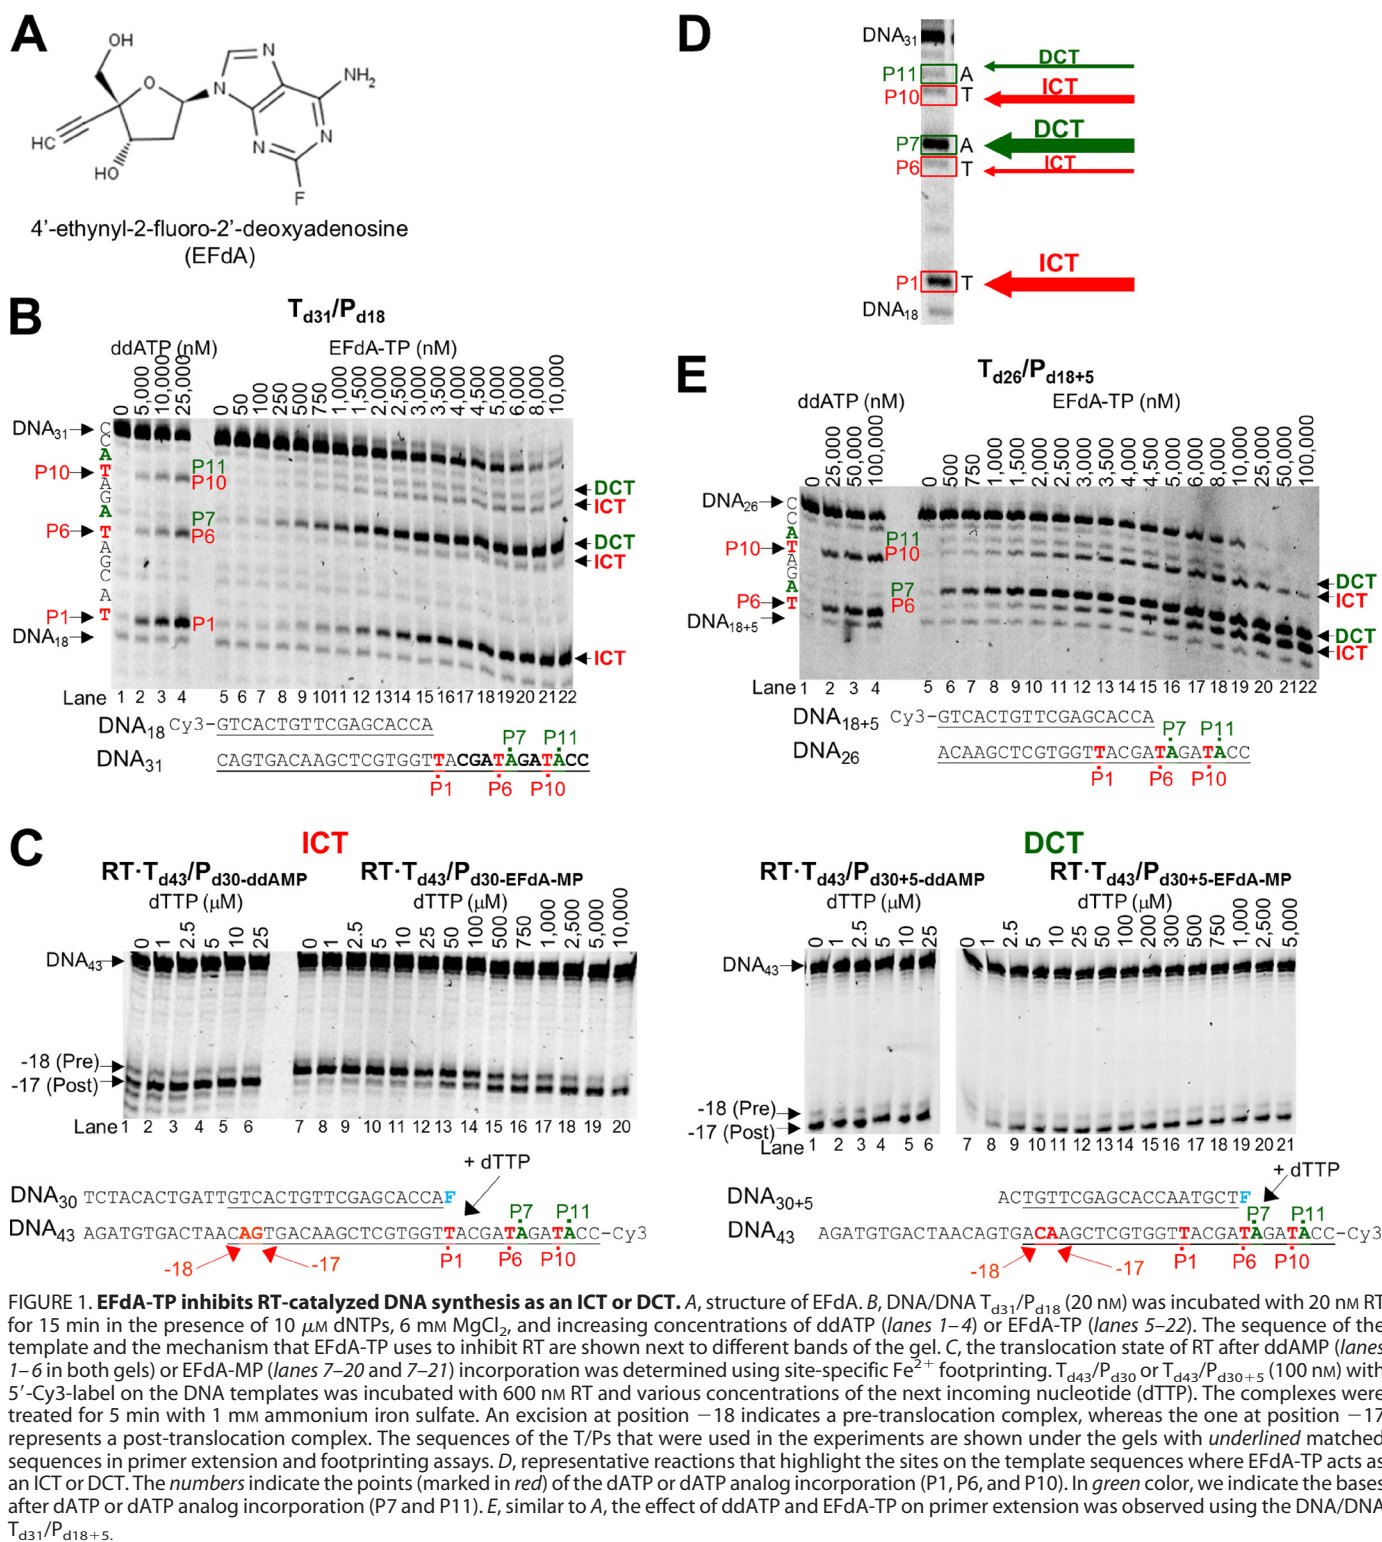 A
OH
O
N
N
NH2
N
N
HC
HO
F
4’-ethynyl-2-fluoro-2’-deoxyadenosine
(EFdA)
B
Td31/Pd18
ddATP (nM) EFdA-TP (nM)
0 5,000 10,000 25,000 0 50 100 250 500 750 1,000 1,500 2,000 2,500 3,500 4,000 4,500 5,000 6,000 8,000 10,000
DNA31
C
C
A
T
A
G
A
T
A
G
C
A
T
P10
P6
P1
DNA18
P11
P10
P7
P6
P1
DCT
ICT
DCT
ICT
ICT
Lane 1 2 3 4 5 6 7 8 9 10 11 12 13 14 15 16 17 18 19 20 21 22
DNA18 Cy3-GTCACTGTTCGAGCACCA
P7 P11
DNA31 CAGTGACAAGCTCGTGGTTACGATAGATACC
P1 P6 P10
D
DNA31
P11 A DCT
P10 T ICT
P7 A DCT
P6 T ICT
P1 T ICT
DNA18
E
Td26/Pd18+5
ddATP (nM) EFdA-TP (nM)
0 25,000 50,000 100,000 0 500 750 1,000 1,500 2,000 2,500 3,000 3,500 4,000 4,500 5,000 6,000 8,000 10,000 25,000 50,000 100,000
DNA26
C
C
A
T
A
G
A
T
P10
P6
DNA18+5
P11
P10
P7
P6
DCT
ICT
DCT
ICT
Lane 1 2 3 4 5 6 7 8 9 10 11 12 13 14 15 16 17 18 19 20 21 22
DNA18+5 Cy3-GTCACTGTTCGAGCACCA
P7 P11
DNA26 ACAAGCTCGTGGTTACGATAGATACC
P1 P6 P10
C
ICT
RT·Td43/Pd30-ddAMP RT·Td43/Pd30-EFdA-MP
dTTP (μM) dTTP (μM)
0 1 2.5 5 10 25 0 1 2.5 5 10 25 50 100 500 750 1,000 2,500 5,000 10,000
DNA43
-18 (Pre)
-17 (Post)
Lane 1 2 3 4 5 6 7 8 9 10 11 12 13 14 15 16 17 18 19 20
+ dTTP
DNA30 TCTACACTGATTGTCACTGTTCGAGCACCAF
P7 P11
DNA43 AGATGTGACTAACAGTGACAAGCTCGTGGTTACGATAGATACC-Cy3
-18 -17 P1 P6 P10
DCT
RT·Td43/Pd30+5-ddAMP RT·Td43/Pd30+5-EFdA-MP
dTTP (μM) dTTP (μM)
0 1 2.5 5 10 25 0 1 2.5 5 10 25 50 100 2000 3000 500 750 1,000 2,500 5,000
DNA43
-18 (Pre)
-17 (Post)
Lane 1 2 3 4 5 6 7 8 9 10 11 12 13 14 15 16 17 18 19 20 21
+ dTTP
DNA30+5 ACTGTTCGAGCACCAATGCTF
P7 P11
DNA43 AGATGTGACTAACAGTGACAAGCTCGTGGTTACGATAGATACC-Cy3
-18 -17 P1 P6 P10
FIGURE 1. EFdA-TP inhibits RT-catalyzed DNA synthesis as an ICT or DCT. A, structure of EFdA. B, DNA/DNA Td31/Pd18 (20 nM) was incubated with 20 nM RT
for 15 min in the presence of 10 μM dNTPs, 6 mM MgCl2, and increasing concentrations of ddATP (lanes 1–4) or EFdA-TP (lanes 5–22). The sequence of the
template and the mechanism that EFdA-TP uses to inhibit RT are shown next to different bands of the gel. C, the translocation state of RT after ddAMP (lanes
1–6 in both gels) or EFdA-MP (lanes 7–20 and 7–21) incorporation was determined using site-specific Fe2+ footprinting. Td43/Pd30 or Td43/Pd30+5 (100 nM) with
5′-Cy3-label on the DNA templates was incubated with 600 nM RT and various concentrations of the next incoming nucleotide (dTTP). The complexes were
treated for 5 min with 1 mM ammonium iron sulfate. An excision at position −18 indicates a pre-translocation complex, whereas the one at position −17
represents a post-translocation complex. The sequences of the T/Ps that were used in the experiments are shown under the gels with underlined matched
sequences in primer extension and footprinting assays. D, representative reactions that highlight the sites on the template sequences where EFdA-TP acts as
an ICT or DCT. The numbers indicate the points (marked in red) of the dATP or dATP analog incorporation (P1, P6, and P10). In green color, we indicate the bases
after dATP or dATP analog incorporation (P7 and P11). E, similar to A, the effect of ddATP and EFdA-TP on primer extension was observed using the DNA/DNA
Td31/Pd18+5.